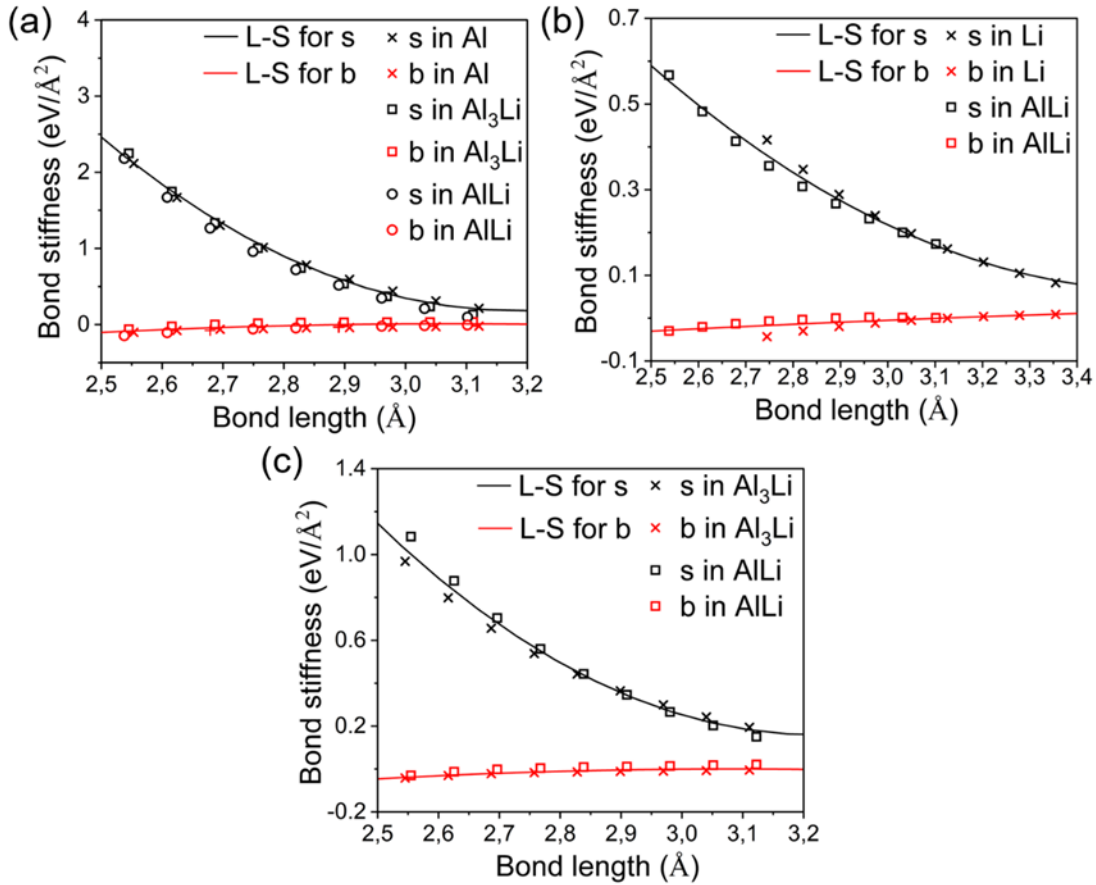 (a)
L-S for s
L-S for b
s in Al
b in Al
s in Al₃Li
b in Al₃Li
s in AlLi
b in AlLi
Bond stiffness (eV/Å²)
4
3
2
1
0
2,5 2,6 2,7 2,8 2,9 3,0 3,1 3,2
Bond length (Å)
(b)
L-S for s
L-S for b
s in Li
b in Li
s in AlLi
b in AlLi
Bond stiffness (eV/Å²)
0.7
0.5
0.3
0.1
-0.1
2,5 2,6 2,7 2,8 2,9 3,0 3,1 3,2 3,3 3,4
Bond length (Å)
(c)
L-S for s
L-S for b
s in Al₃Li
b in Al₃Li
s in AlLi
b in AlLi
Bond stiffness (eV/Å²)
1.4
1.0
0.6
0.2
-0.2
2,5 2,6 2,7 2,8 2,9 3,0 3,1 3,2
Bond length (Å)